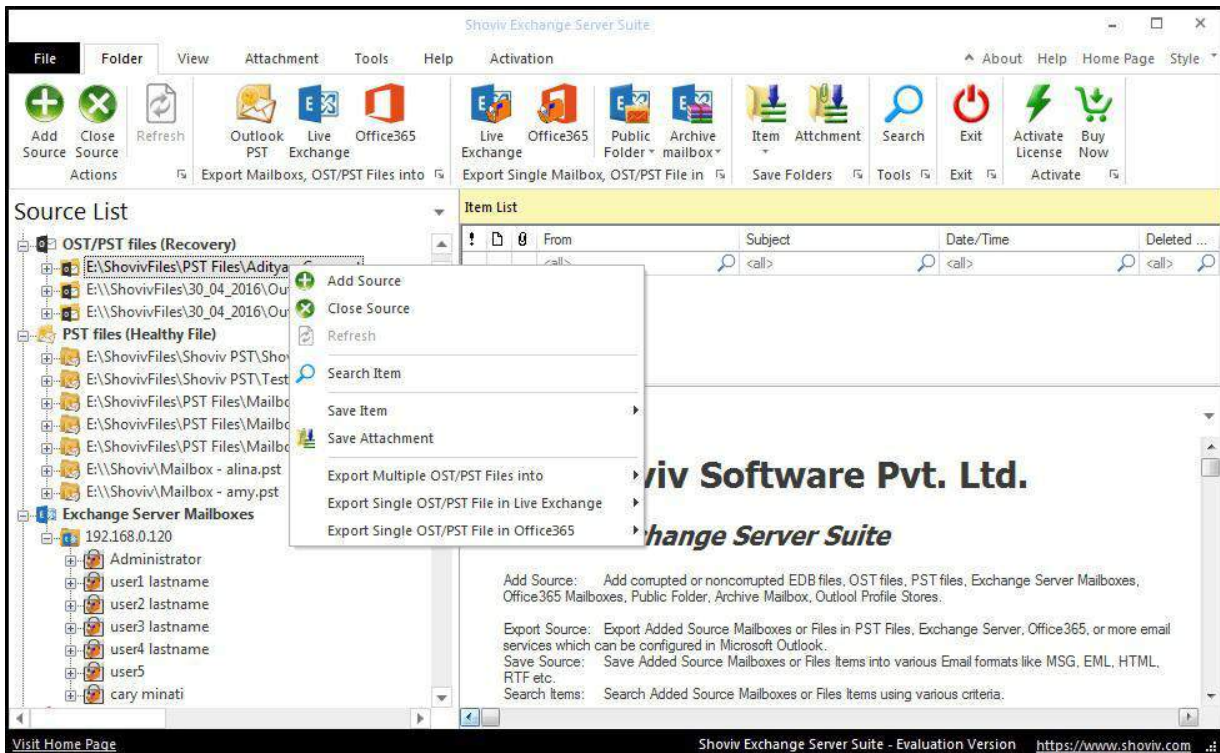 Shoviv Exchange Server Suite
File Folder View Attachment Tools Help Activation About Help Home Page Style
Add Source
Close Source
Refresh
Outlook PST
Live Exchange
Office365
Live Exchange
Office365
Public Folder
Archive mailbox
Item
Attchment
Search
Exit
Activate License
Buy Now
Actions Export Mailboxs, OST/PST Files into Export Single Mailbox, OST/PST File in Save Folders Tools Exit Activate
Source List
OST/PST files (Recovery)
E:\ShovivFiles\PST Files\Aditya
E:\\ShovivFiles\30_04_2016\Ou
E:\\ShovivFiles\30_04_2016\Ou
PST files (Healthy File)
E:\ShovivFiles\Shoviv PST\Sho
E:\ShovivFiles\Shoviv PST\Test
E:\ShovivFiles\PST Files\Mailbo
E:\ShovivFiles\PST Files\Mailbo
E:\ShovivFiles\PST Files\Mailbo
E:\\Shoviv\Mailbox - alina.pst
E:\\Shoviv\Mailbox - amy.pst
Exchange Server Mailboxes
192.168.0.120
Administrator
user1 lastname
user2 lastname
user3 lastname
user4 lastname
user5
cary minati
Add Source
Close Source
Refresh
Search Item
Save Item
Save Attachment
Export Multiple OST/PST Files into
Export Single OST/PST File in Live Exchange
Export Single OST/PST File in Office365
Item List
! From Subject Date/Time Deleted ...
<all> <all> <all> <all>
viv Software Pvt. Ltd.
hange Server Suite
Add Source: Add corrupted or noncorrupted EDB files, OST files, PST files, Exchange Server Mailboxes,
Office365 Mailboxes, Public Folder, Archive Mailbox, Outlool Profile Stores.
Export Source: Export Added Source Mailboxes or Files in PST Files, Exchange Server, Office365, or more email
services which can be configured in Microsoft Outlook.
Save Source: Save Added Source Mailboxes or Files Items into various Email formats like MSG, EML, HTML,
RTF etc.
Search Items: Search Added Source Mailboxes or Files Items using various criteria.
Visit Home Page Shoviv Exchange Server Suite - Evaluation Version https://www.shoviv.com